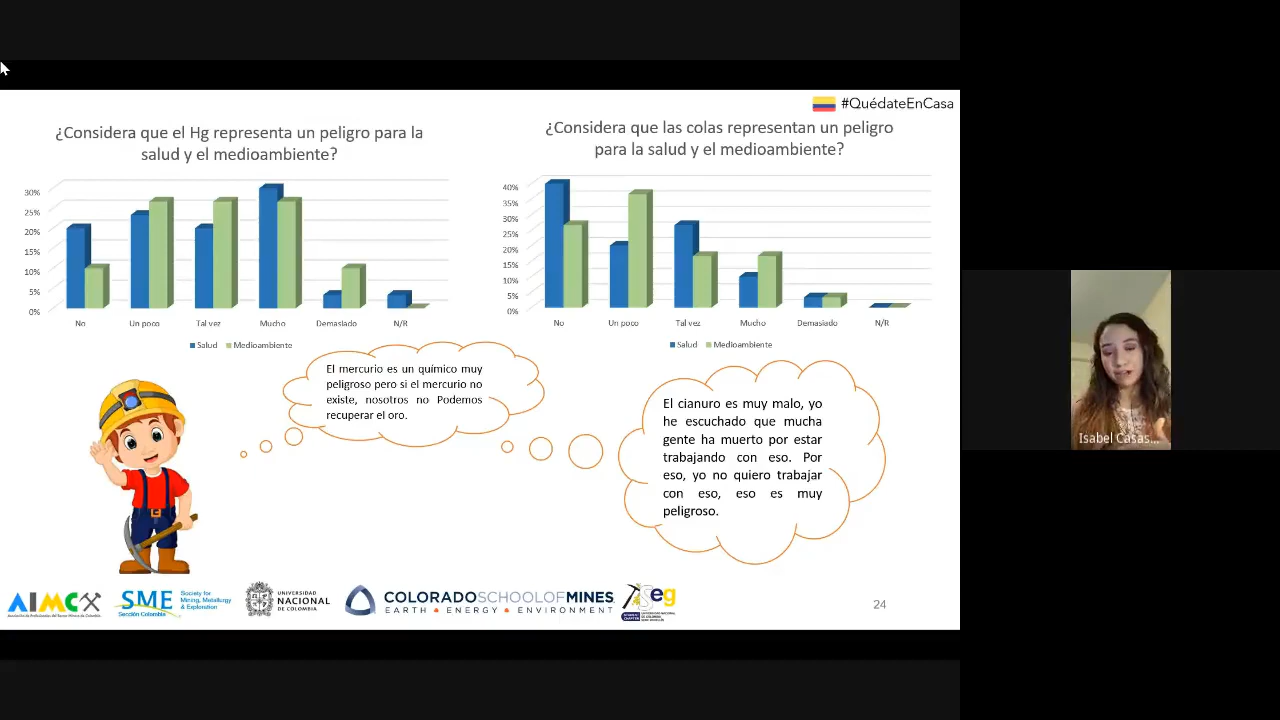 #QuédateEnCasa
¿Considera que el Hg representa un peligro para la
salud y el medioambiente?
30%
25%
20%
15%
10%
5%
0%
No Un poco Tal vez Mucho Demasiado N/R
Salud Medioambiente
¿Considera que las colas representan un peligro
para la salud y el medioambiente?
40%
35%
30%
25%
20%
15%
10%
5%
0%
No Un poco Tal vez Mucho Demasiado N/R
Salud Medioambiente
El mercurio es un químico muy
peligroso pero si el mercurio no
existe, nosotros no Podemos
recuperar el oro.
El cianuro es muy malo, yo
he escuchado que mucha
gente ha muerto por estar
trabajando con eso. Por
eso, yo no quiero trabajar
con eso, eso es muy
peligroso.
Isabel Casas...
AIMC
SME
Sección Colombia
Society for
Mining, Metallurgy
& Exploration
UNIVERSIDAD
NACIONAL
DE COLOMBIA
COLORADOSCHOOLOFMINES
EARTH • ENERGY • ENVIRONMENT
seg
24